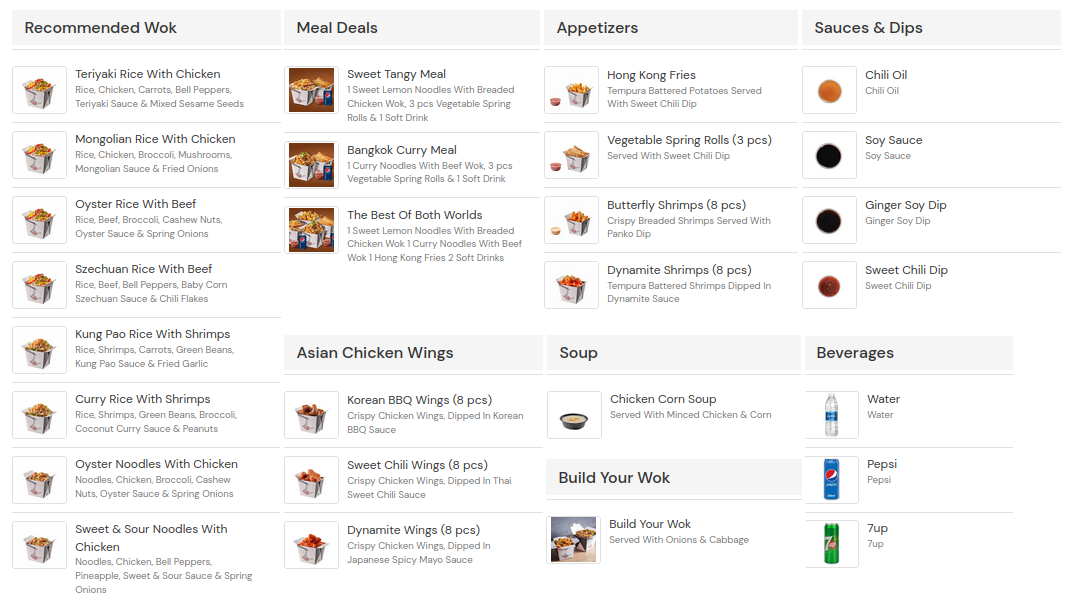 Recommended Wok
Teriyaki Rice With Chicken
Rice, Chicken, Carrots, Bell Peppers,
Teriyaki Sauce & Mixed Sesame Seeds
Mongolian Rice With Chicken
Rice, Chicken, Broccoli, Mushrooms,
Mongolian Sauce & Fried Onions
Oyster Rice With Beef
Rice, Beef, Broccoli, Cashew Nuts,
Oyster Sauce & Spring Onions
Szechuan Rice With Beef
Rice, Beef, Bell Peppers, Baby Corn
Szechuan Sauce & Chili Flakes
Kung Pao Rice With Shrimps
Rice, Shrimps, Carrots, Green Beans,
Kung Pao Sauce & Fried Garlic
Curry Rice With Shrimps
Rice, Shrimps, Green Beans, Broccoli,
Coconut Curry Sauce & Peanuts
Oyster Noodles With Chicken
Noodles, Chicken, Broccoli, Cashew
Nuts, Oyster Sauce & Spring Onions
Sweet & Sour Noodles With
Chicken
Noodles, Chicken, Bell Peppers,
Pineapple, Sweet & Sour Sauce & Spring
Onions
Meal Deals
Sweet Tangy Meal
1 Sweet Lemon Noodles With Breaded
Chicken Wok, 3 pcs Vegetable Spring
Rolls & 1 Soft Drink
Bangkok Curry Meal
1 Curry Noodles With Beef Wok, 3 pcs
Vegetable Spring Rolls & 1 Soft Drink
The Best Of Both Worlds
1 Sweet Lemon Noodles With Breaded
Chicken Wok 1 Curry Noodles With Beef
Wok 1 Hong Kong Fries 2 Soft Drinks
Appetizers
Hong Kong Fries
Tempura Battered Potatoes Served
With Sweet Chili Dip
Vegetable Spring Rolls (3 pcs)
Served With Sweet Chili Dip
Butterfly Shrimps (8 pcs)
Crispy Breaded Shrimps Served With
Panko Dip
Dynamite Shrimps (8 pcs)
Tempura Battered Shrimps Dipped In
Dynamite Sauce
Sauces & Dips
Chili Oil
Chili Oil
Soy Sauce
Soy Sauce
Ginger Soy Dip
Ginger Soy Dip
Sweet Chili Dip
Sweet Chili Dip
Asian Chicken Wings
Korean BBQ Wings (8 pcs)
Crispy Chicken Wings, Dipped In Korean
BBQ Sauce
Sweet Chili Wings (8 pcs)
Crispy Chicken Wings, Dipped In Thai
Sweet Chili Sauce
Dynamite Wings (8 pcs)
Crispy Chicken Wings, Dipped In
Japanese Spicy Mayo Sauce
Soup
Chicken Corn Soup
Served With Minced Chicken & Corn
Build Your Wok
Build Your Wok
Served With Onions & Cabbage
Beverages
Water
Water
Pepsi
Pepsi
7up
7up